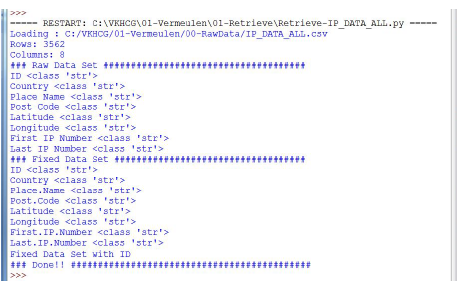 >>>
===== RESTART: C:\VKHCG\01-Vermeulen\01-Retrieve\Retrieve-IP_DATA_ALL.py =====
Loading : C:/VKHCG/01-Vermeulen/00-RawData/IP_DATA_ALL.csv
Rows: 3562
Columns: 8
### Raw Data Set #####################################
ID <class 'str'>
Country <class 'str'>
Place Name <class 'str'>
Post Code <class 'str'>
Latitude <class 'str'>
Longitude <class 'str'>
First IP Number <class 'str'>
Last IP Number <class 'str'>
### Fixed Data Set ###################################
ID <class 'str'>
Country <class 'str'>
Place.Name <class 'str'>
Post.Code <class 'str'>
Latitude <class 'str'>
Longitude <class 'str'>
First.IP.Number <class 'str'>
Last.IP.Number <class 'str'>
Fixed Data Set with ID
### Done!! ############################################
>>>